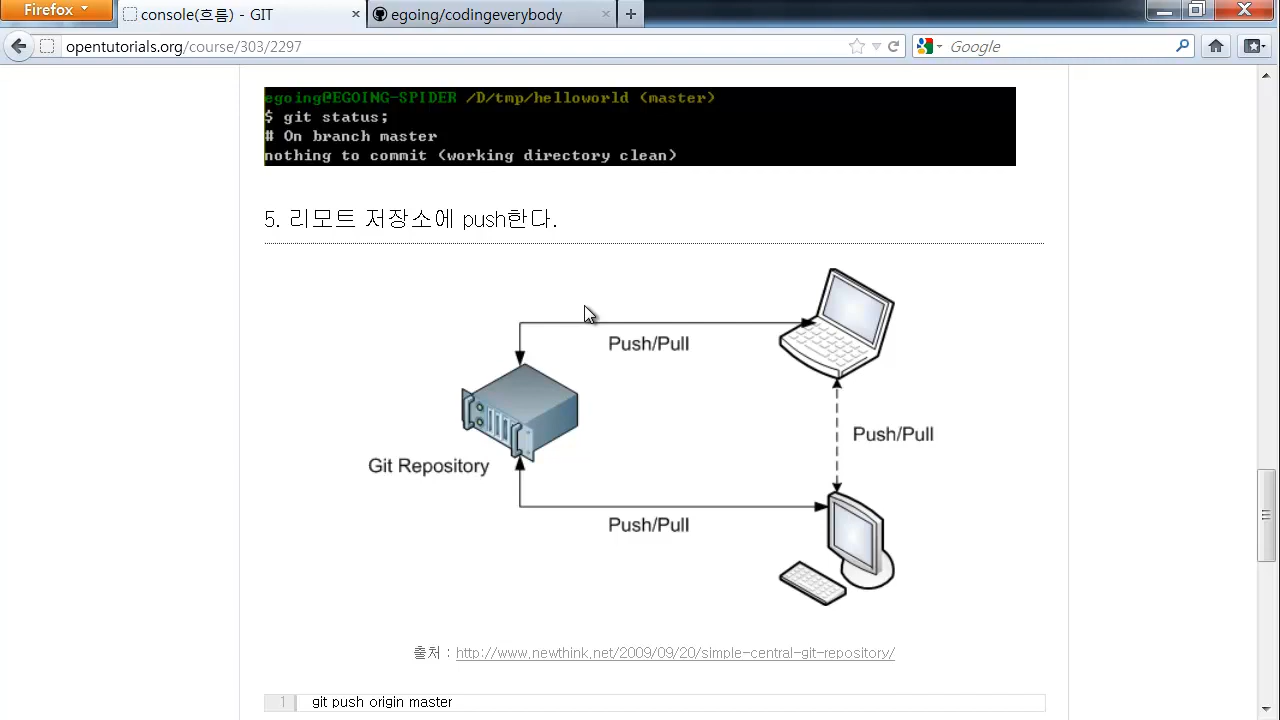 Firefox
console(흐름) - GIT
egoing/codingeverybody
opentutorials.org/course/303/2297
Google
egoing@EGOING-SPIDER /D/tmp/helloworld (master)
$ git status;
# On branch master
nothing to commit (working directory clean)
5. 리모트 저장소에 push한다.
Push/Pull
Push/Pull
Git Repository
Push/Pull
출처 : http://www.newthink.net/2009/09/20/simple-central-git-repository/
1 git push origin master